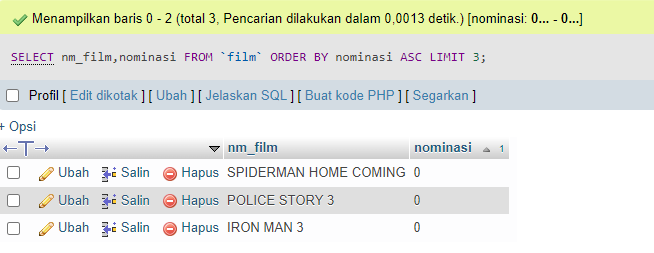 Menampilkan baris 0 - 2 (total 3, Pencarian dilakukan dalam 0,0013 detik.) [nominasi: 0... - 0...]
SELECT nm_film,nominasi FROM `film` ORDER BY nominasi ASC LIMIT 3;
Profil [ Edit dikotak ] [ Ubah ] [ Jelaskan SQL ] [ Buat kode PHP ] [ Segarkan ]
+ Opsi
nm_film nominasi 1
Ubah Salin Hapus SPIDERMAN HOME COMING 0
Ubah Salin Hapus POLICE STORY 3 0
Ubah Salin Hapus IRON MAN 3 0